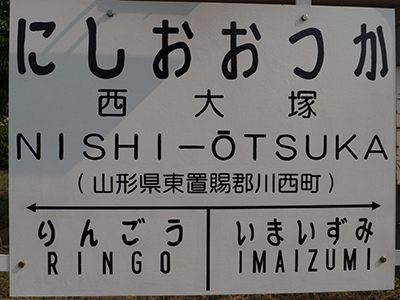 にしおおつか
西大塚
NISHI-ŌTSUKA
(山形県東置賜郡川西町)
りんごう いまいずみ
RINGO IMAIZUMI